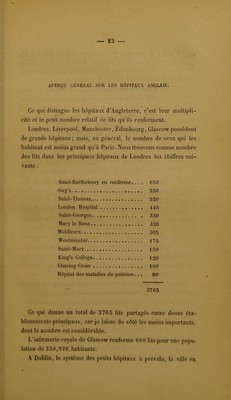 — 23 —
APERÇU GÉNÉRAL SUR LES HÔPITAUX ANGLAIS.
Ce qui distingue les hôpitaux d'Angleterre, c'est leur multipli-
cité et le petit nombre relatif de lits qu'ils renferment.
Londres, Liverpool, Manchester, Edimbourg, Glascow possèdent
de grands hôpitaux ; mais, en général, le nombre de ceux qui les
habitent est moins grand qu'à Paris. Nous trouvons comme nombre
des lits dans les principaux hôpitaux de Londres les chiffres sui-
vants :
Saint-Barthélemy en renferme.... 650
Guy's.................... 550
Saint-Thomas................ 520
London Hospital ............. 445
Saint-Georges............... 350
Mary le Bone................ 420
Middlesex.................. 305
Westminster................ 175
Saint-Mary................. 150
King's College............... 120
Charing Cross ............... 100
Hôpital des maladies de poitrine... 80
3765
Ce qui donne un total de 3765 lits partagés entre douze éta-
blissements principaux, car je laisse de côté les moins importants,
dont le nombre est considérable.
L'infirmerie royale de Glascow renferme 600 lits pour une popu-
lation de 350,000 habitants.
A Dublin, le système des petits hôpitaux a prévalu, la ville en